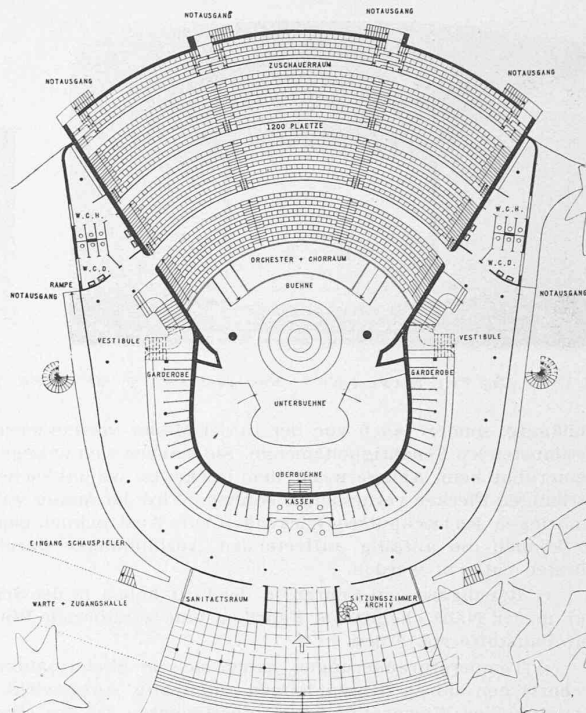 NOTAUSGANG
NOTAUSGANG
NOTAUSGANG
NOTAUSGANG
ZUSCHAUERRAUM
1200 PLAETZE
W.C.H.
W.C.H.
W.C.D.
W.C.D.
ORCHESTER + CHORRAUM
RAMPE
BUEHNE
NOTAUSGANG
NOTAUSGANG
VESTIBULE
VESTIBULE
GARDEROBE
GARDEROBE
UNTERBUEHNE
OBERBUEHNE
KASSEN
EINGANG SCHAUSPIELER
WARTE + ZUGANGSHALLE
SANITAETSRAUM
SITZUNGSZIMMER
ARCHIV